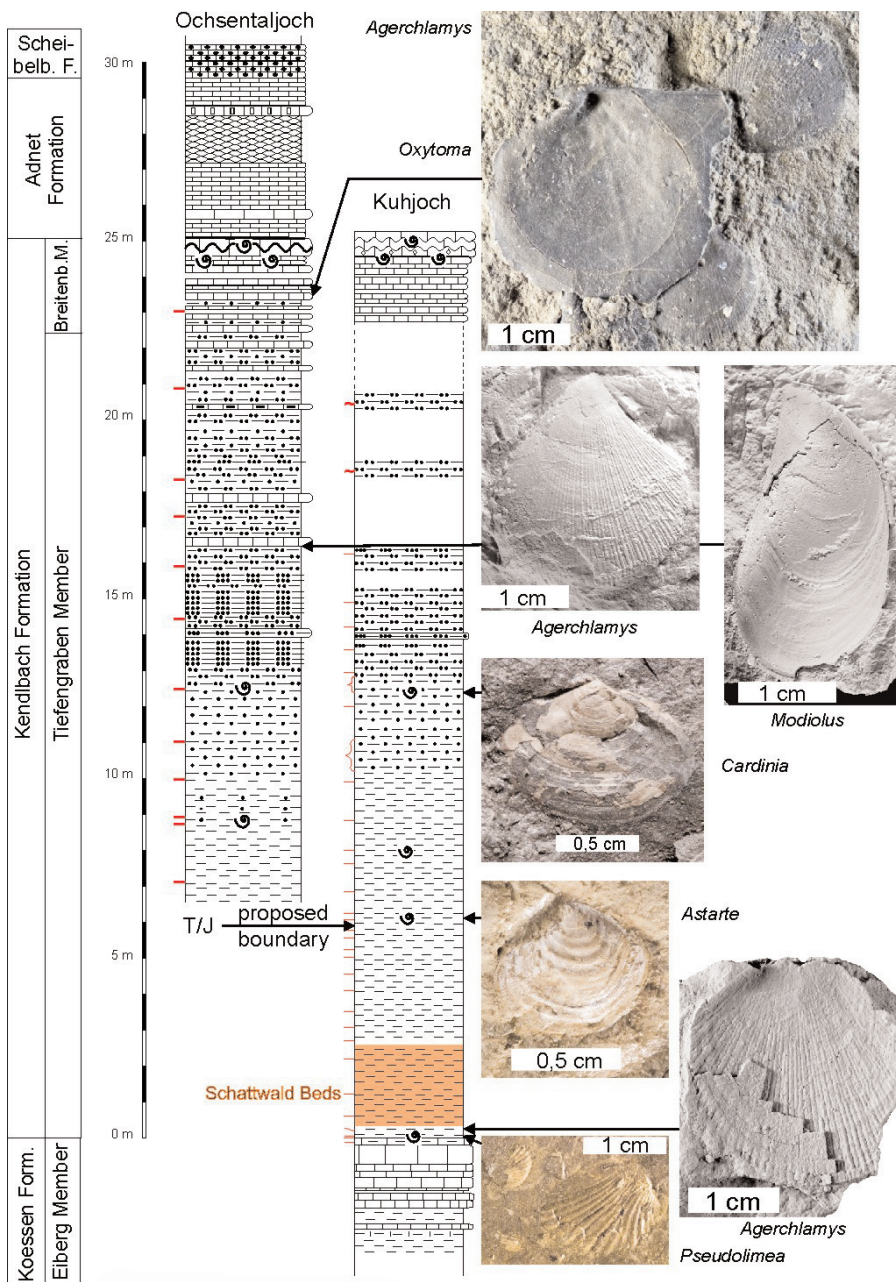 Ochsentaljoch
Agerchlamys
Schei-
belb. F.
30 m
Adnet
Formation
Oxytoma
Kuhjoch
25 m
Breitenb.M.
1 cm
20 m
Kendlbach Formation
Tiefengraben Member
15 m
1 cm
Agerchlamys
1 cm
Modiolus
Cardinia
10 m
0,5 cm
Astarte
T/J proposed
boundary
5 m
0,5 cm
Schattwald Beds
0 m
1 cm
1 cm
Agerchlamys
Pseudolimea
Koessen Form.
Eiberg Member